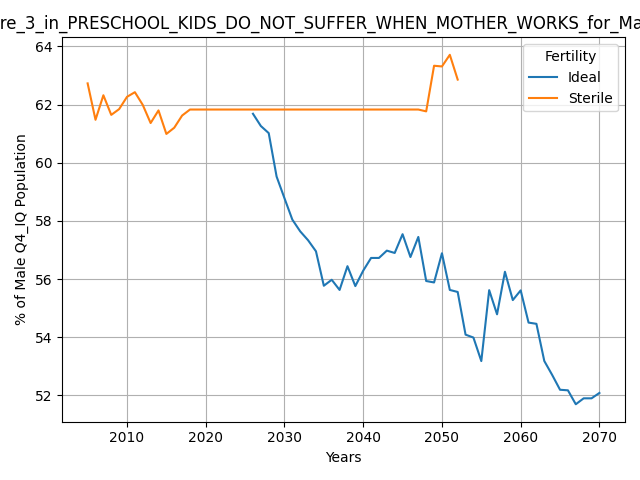 re_3_in_PRESCHOOL_KIDS_DO_NOT_SUFFER_WHEN_MOTHER_WORKS_for_Ma
Fertility
Ideal
Sterile
% of Male Q4_IQ Population
64
62
60
58
56
54
52
2010 2020 2030 2040 2050 2060 2070
Years